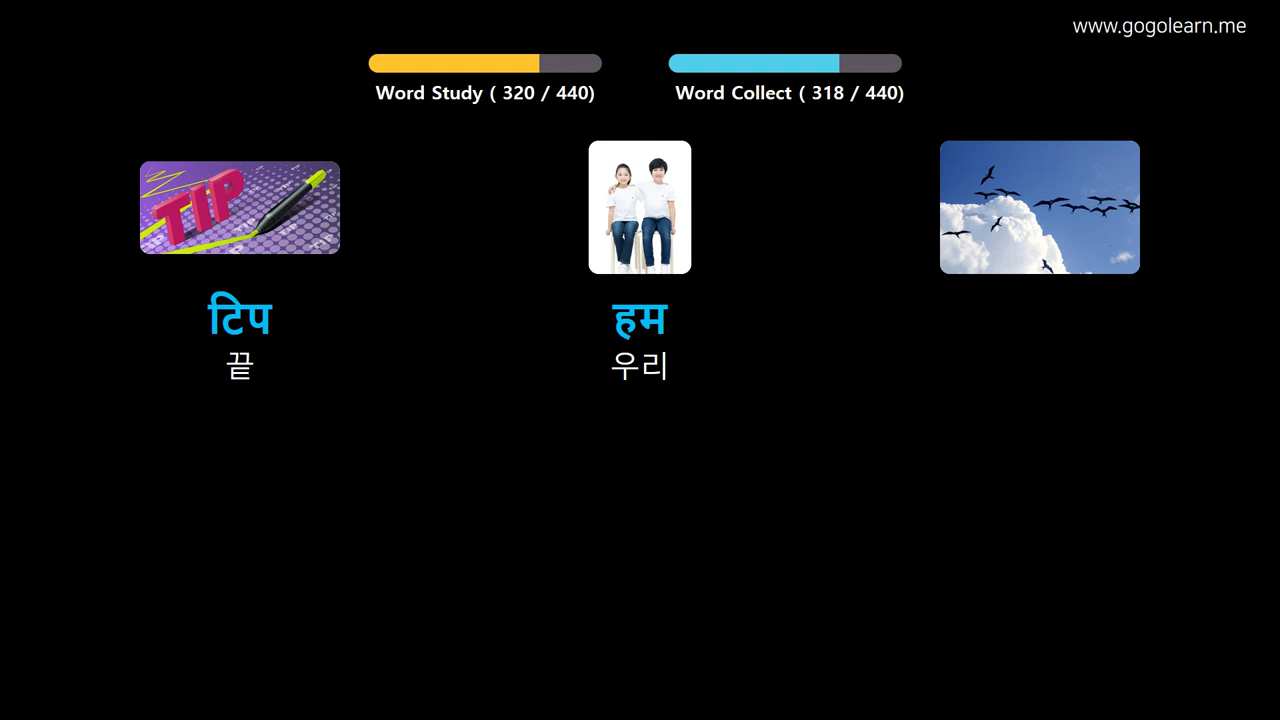 www.gogolearn.me
Word Study ( 320 / 440)
Word Collect ( 318 / 440)
TIP
टिप
끝
हम
우리